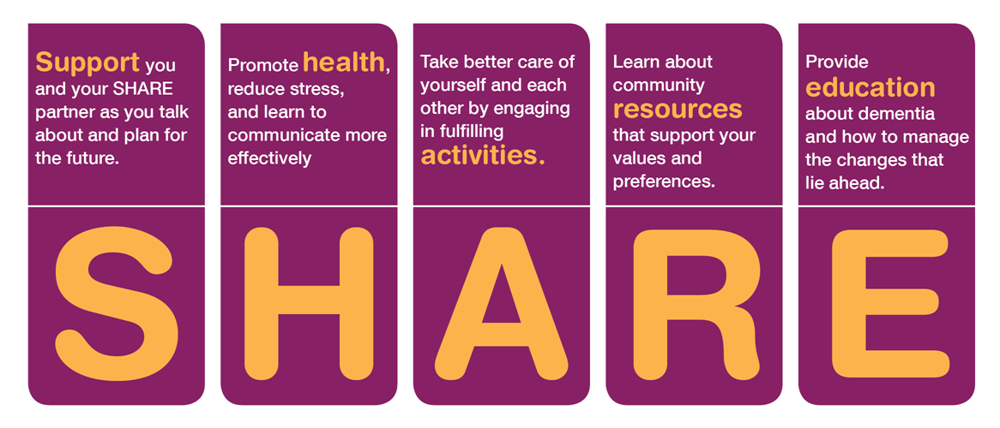 Support you
and your SHARE
partner as you talk
about and plan for
the future.
S
Promote health,
reduce stress,
and learn to
communicate more
effectively
H
Take better care of
yourself and each
other by engaging
in fulfilling
activities.
A
Learn about
community
resources
that support your
values and
preferences.
R
Provide
education
about dementia
and how to manage
the changes that
lie ahead.
E